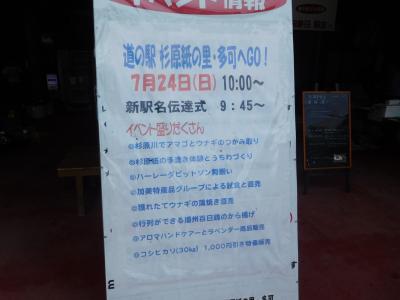 イベント情報
道の駅 杉原紙の里・多可へGO！
7月24日(日) 10:00～
新駅名伝達式 9：45～
イベント盛りだくさん
◎杉原川でアマゴとウナギのつかみ取り
◎杉原紙の手漉き体験とうちわづくり
◎ハーレーダビットソン勢揃い
◎加美特産品グループによる試食と直売
◎獲れたてウナギの蒲焼き直売
◎行列ができる播州百日鶏のから揚げ
◎アロマハンドケアーとラベンダー商品販売
◎コシヒカリ(30kg) 1,000円引き特価販売
杉原紙の里・多可